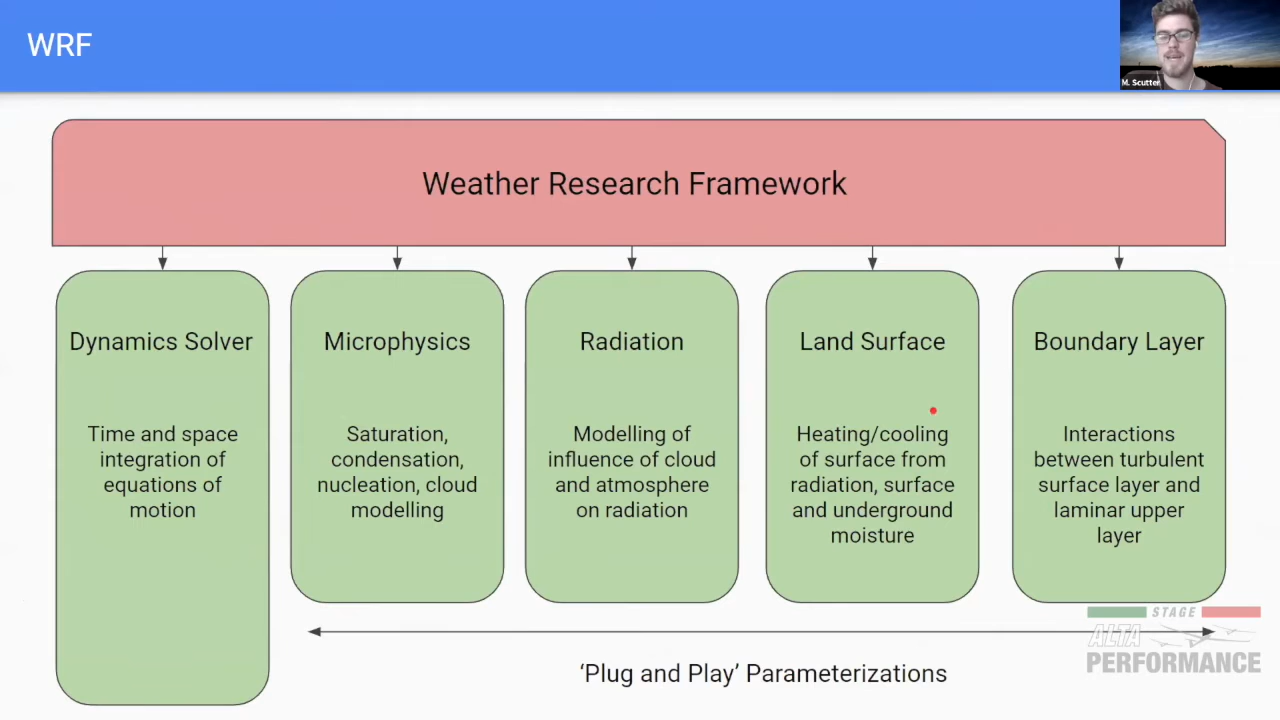 WRF
M. Scutter
Weather Research Framework
Dynamics Solver
Time and space
integration of
equations of
motion
Microphysics
Saturation,
condensation,
nucleation, cloud
modelling
Radiation
Modelling of
influence of cloud
and atmosphere
on radiation
Land Surface
Heating/cooling
of surface from
radiation, surface
and underground
moisture
Boundary Layer
Interactions
between turbulent
surface layer and
laminar upper
layer
‘Plug and Play’ Parameterizations
STAGE
ALTA
PERFORMANCE